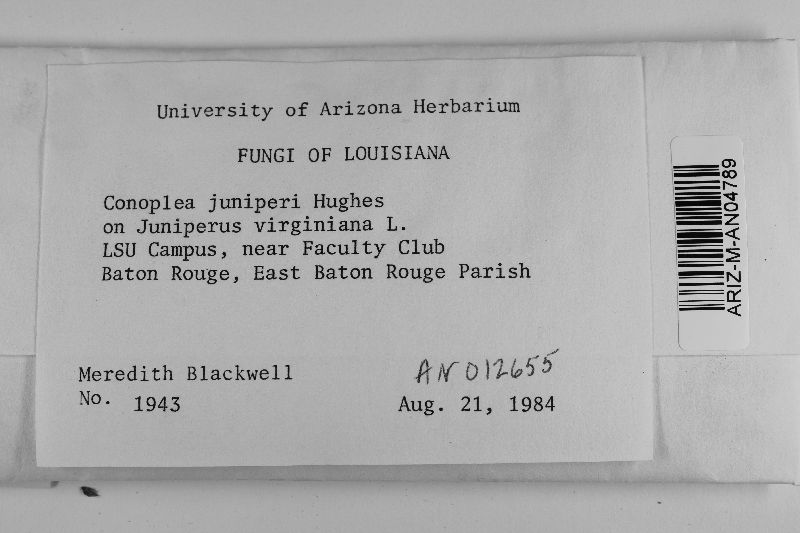 University of Arizona Herbarium
FUNGI OF LOUISIANA
Conoplea juniperi Hughes
on Juniperus virginiana L.
LSU Campus, near Faculty Club
Baton Rouge, East Baton Rouge Parish
Meredith Blackwell
No. 1943
AN012655
Aug. 21, 1984
ARIZ-M-AN04789